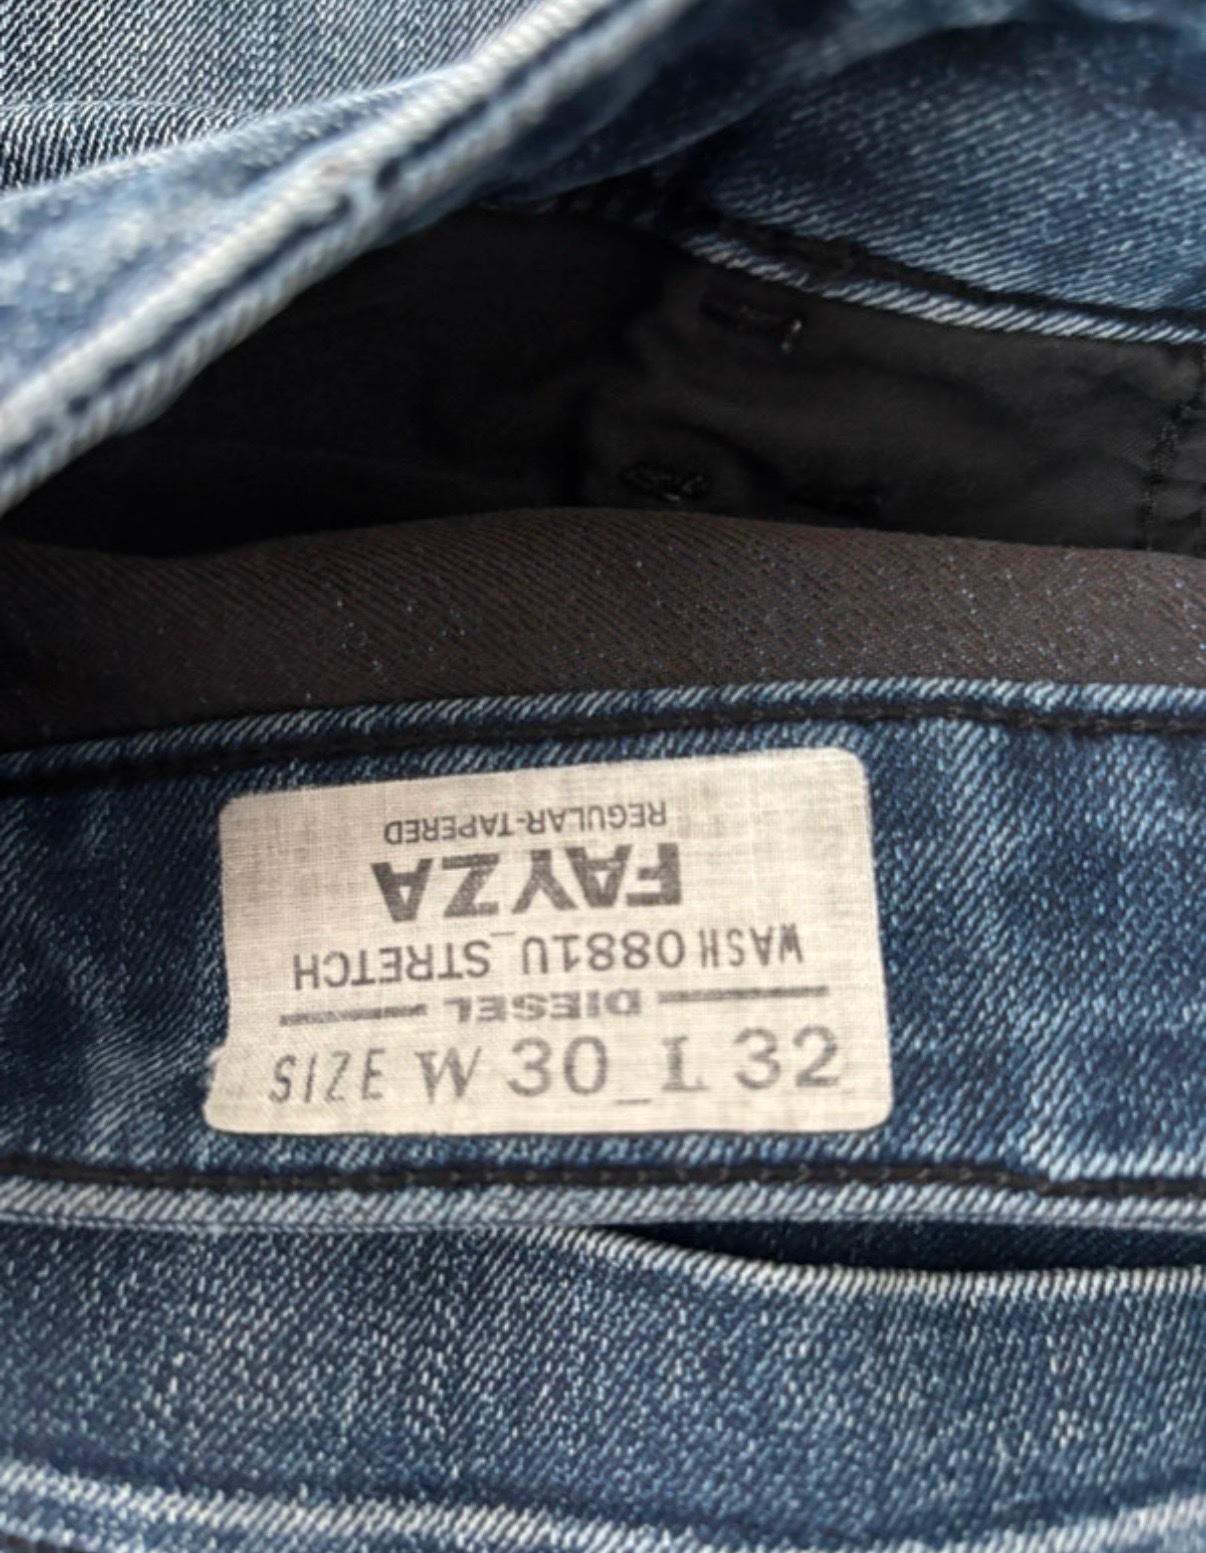 SIZE W 30_L 32
DIESEL
WASH 0881U_STRETCH
FAYZA
REGULAR-TAPERED